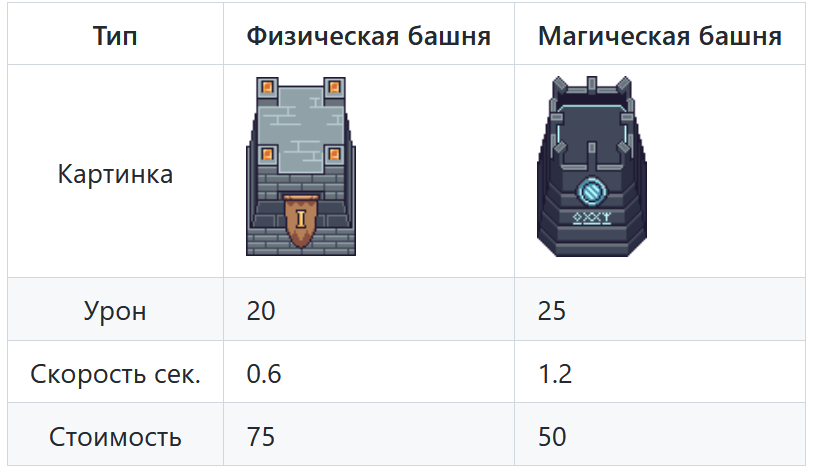 Тип Физическая башня Магическая башня
Картинка
I
Урон 20 25
Скорость сек. 0.6 1.2
Стоимость 75 50